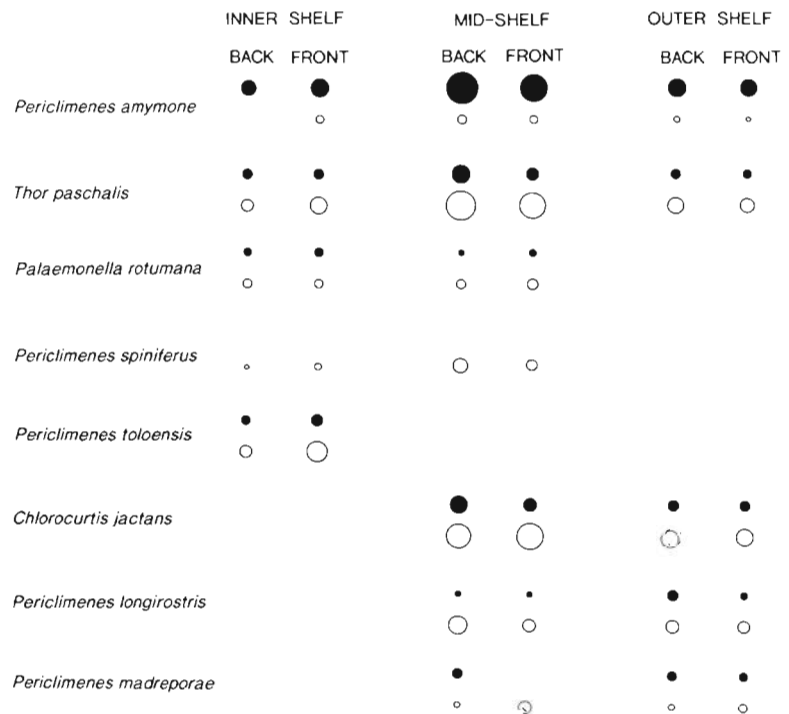 INNER SHELF MID-SHELF OUTER SHELF
BACK FRONT BACK FRONT BACK FRONT
Periclimenes amymone
Thor paschalis
Palaemonella rotumana
Periclimenes spiniferus
Periclimenes toloensis
Chlorocurtis jactans
Periclimenes longirostris
Periclimenes madreporae